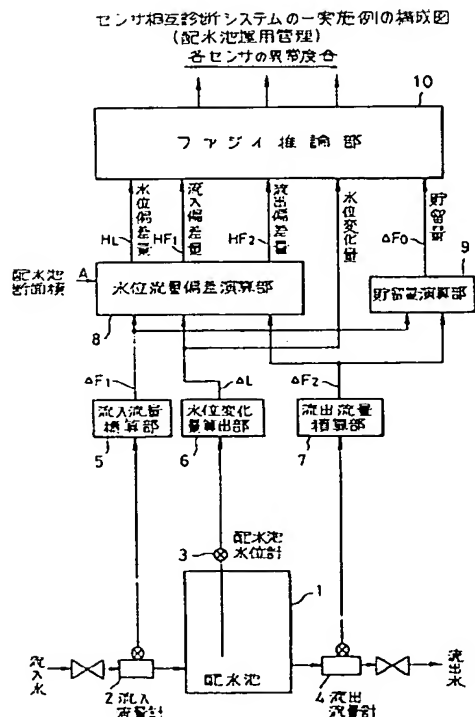 センサ相互診断システムの一実施例の構成図
(配水池運用管理)
各センサの異常度合
10
ファジイ推論部
水位偏差量
流入偏差量
流出偏差量
水位変化量
貯留量
HL
HF1
HF2
ΔF0
9
配水池断面積
A
水位流量偏差演算部
貯留量演算部
8
ΔF1
ΔL
ΔF2
流入流量積算部
水位変化量算出部
流出流量積算部
5
6
7
3
配水池水位計
1
流入水
配水池
流出水
2 流入流量計
4 流出流量計